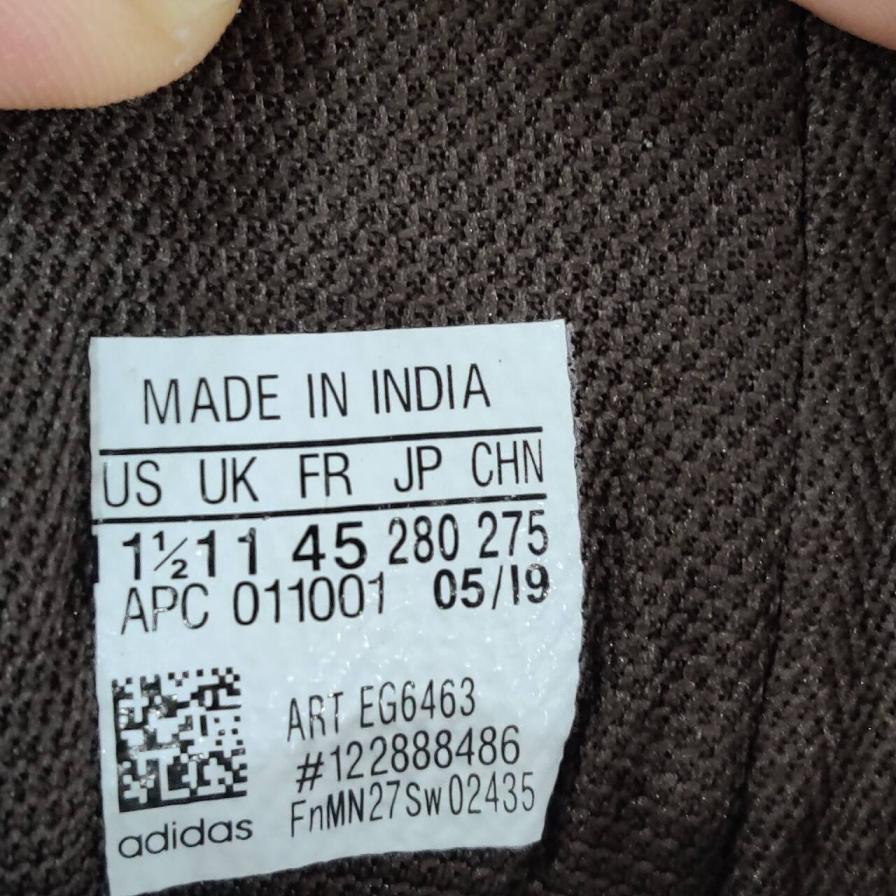 MADE IN INDIA
US UK FR JP CHN
1½ 11 45 280 275
APC 011001 05/19
ART EG6463
#122888486
FnMN27Sw02435
adidas